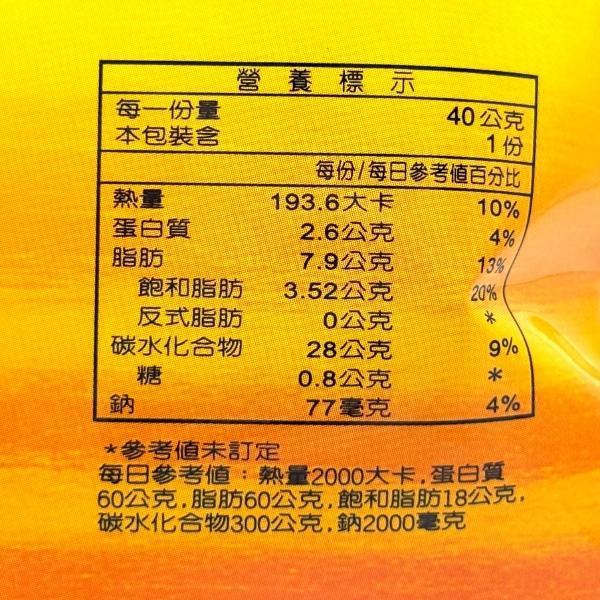 營養標示
每一份量 40公克
本包裝含 1份
每份/每日參考值百分比
熱量 193.6大卡 10%
蛋白質 2.6公克 4%
脂肪 7.9公克 13%
飽和脂肪 3.52公克 20%
反式脂肪 0公克 *
碳水化合物 28公克 9%
糖 0.8公克 *
鈉 77毫克 4%
*參考值未訂定
每日參考值:熱量2000大卡,蛋白質
60公克,脂肪60公克,飽和脂肪18公克,
碳水化合物300公克,鈉2000毫克